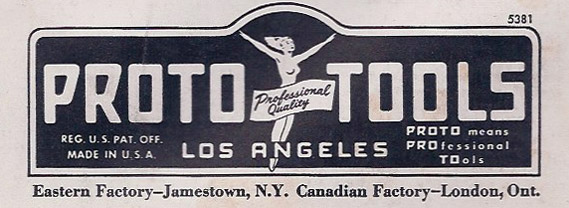 5381
PROTO TOOLS
Professional
Quality
REG. U.S. PAT. OFF.
MADE IN U.S.A.
LOS ANGELES
PROTO means
PROfessional
TOols
Eastern Factory—Jamestown, N.Y. Canadian Factory—London, Ont.